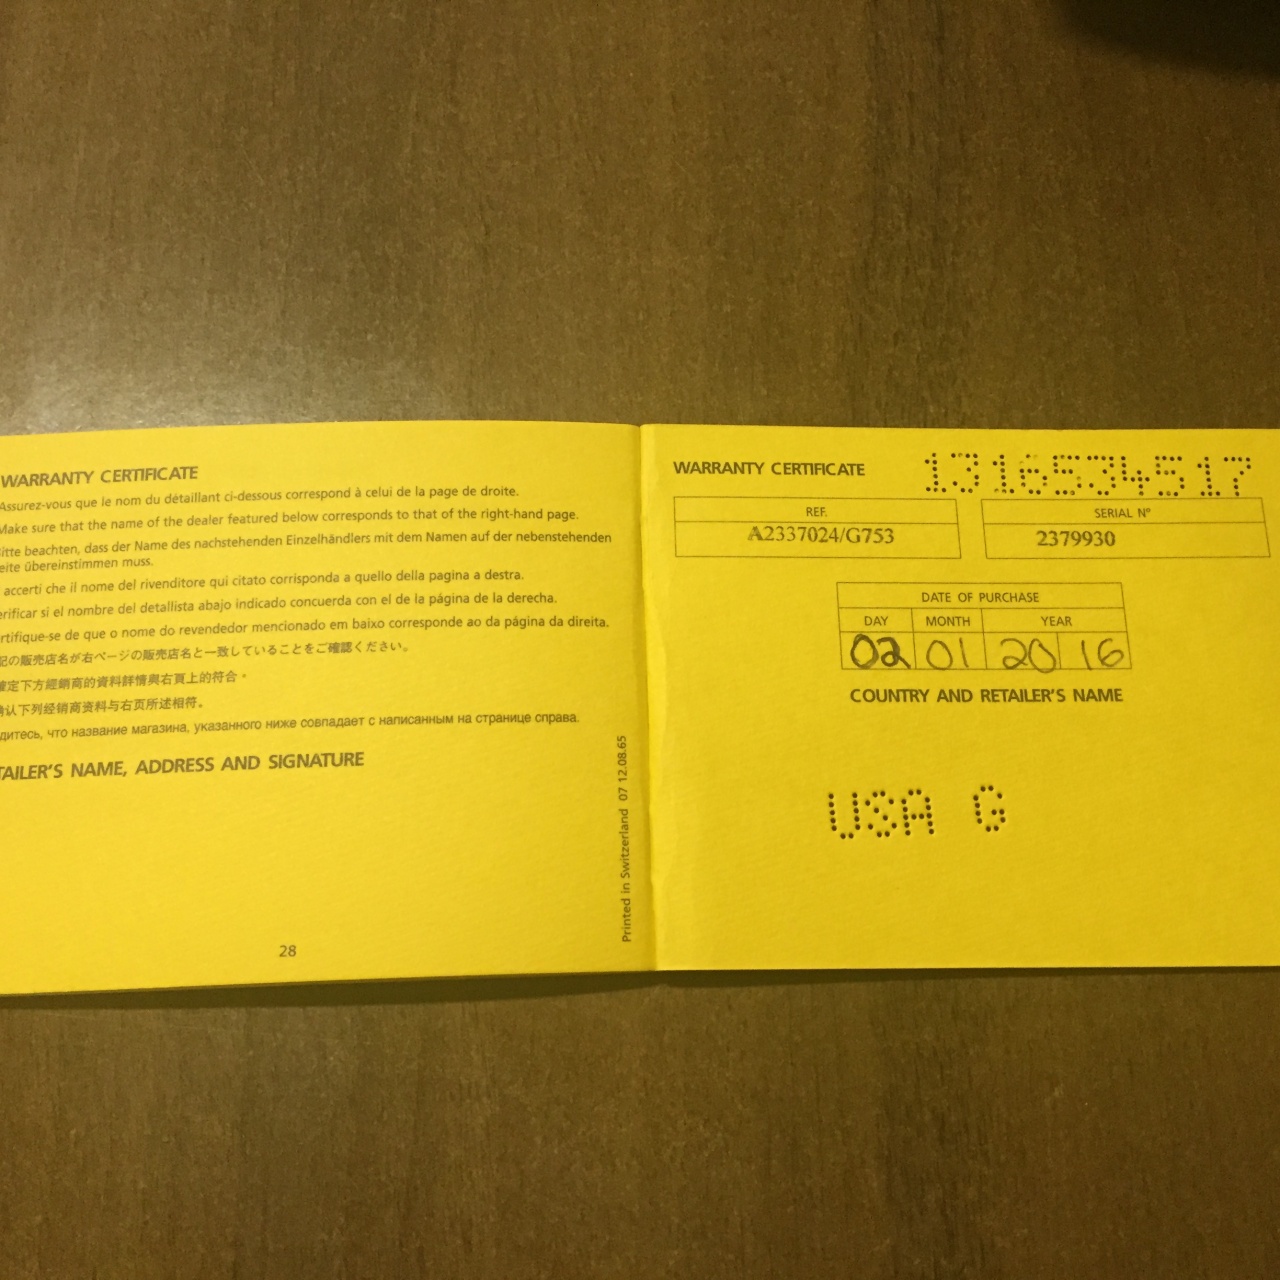 WARRANTY CERTIFICATE
Assurez-vous que le nom du détaillant ci-dessous correspond à celui de la page de droite.
Make sure that the name of the dealer featured below corresponds to that of the right-hand page.
itte beachten, dass der Name des nachstehenden Einzelhändlers mit dem Namen auf der nebenstehenden
eite übereinstimmen muss.
accerti che il nome del rivenditore qui citato corrisponda a quello della pagina a destra.
erificar si el nombre del detallista abajo indicado concuerda con el de la página de la derecha.
rtifique-se de que o nome do revendedor mencionado em baixo corresponde ao da página da direita.
記の販売店名が右ページの販売店名と一致していることをご確認ください。
確定下方經銷商的資料詳情與右頁上的符合。
确认下列经销商资料与右页所述相符。
дитесь, что название магазина, указанного ниже совпадает с написанным на странице справа.
TAILER'S NAME, ADDRESS AND SIGNATURE
28
Printed in Switzerland 07 12.08.65
WARRANTY CERTIFICATE 1316534517
REF.
A2337024/G753
SERIAL Nº
2379930
DATE OF PURCHASE
DAY MONTH YEAR
02 01 20 16
COUNTRY AND RETAILER'S NAME
USA G